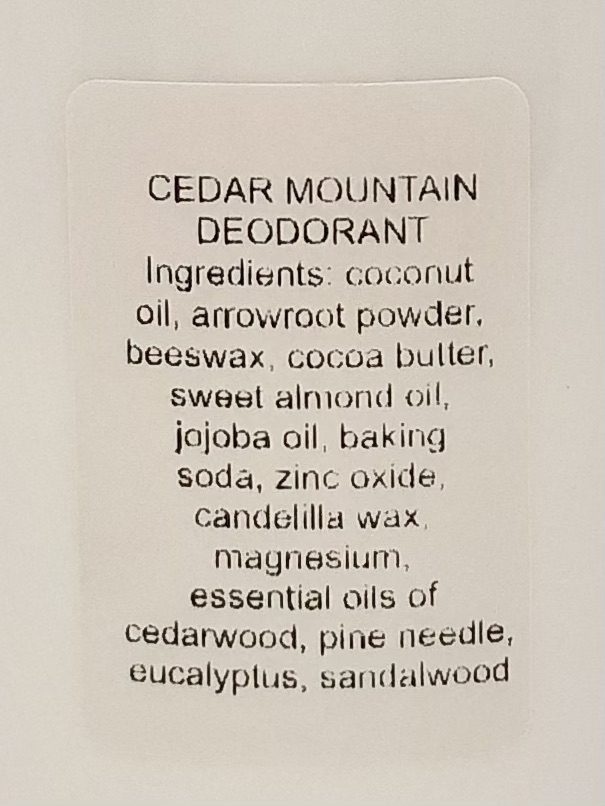 CEDAR MOUNTAIN
DEODORANT
Ingredients: coconut
oil, arrowroot powder,
beeswax, cocoa butter,
sweet almond oil,
jojoba oil, baking
soda, zinc oxide,
candelilla wax,
magnesium,
essential oils of
cedarwood, pine needle,
eucalyptus, sandalwood